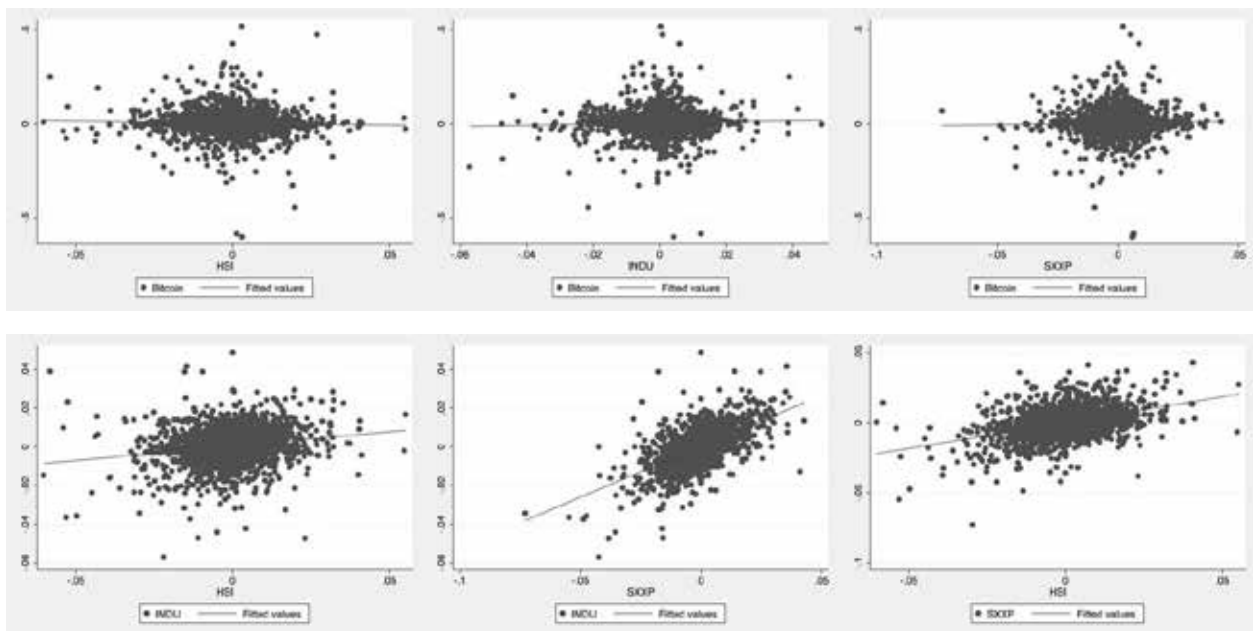 .5
0
-.5
-.05 0 .05
HSI
Bitcoin Fitted values
.5
0
-.5
-.06 -.04 -.02 0 .02 .04
INDU
Bitcoin Fitted values
.5
0
-.5
-.1 -.05 0 .05
SXXP
Bitcoin Fitted values
.04
.02
0
-.02
-.04
-.06
-.05 0 .05
HSI
INDU Fitted values
.04
.02
0
-.02
-.04
-.06
-.1 -.05 0 .05
SXXP
INDU Fitted values
.05
0
-.05
-.1
-.05 0 .05
HSI
SXXP Fitted values